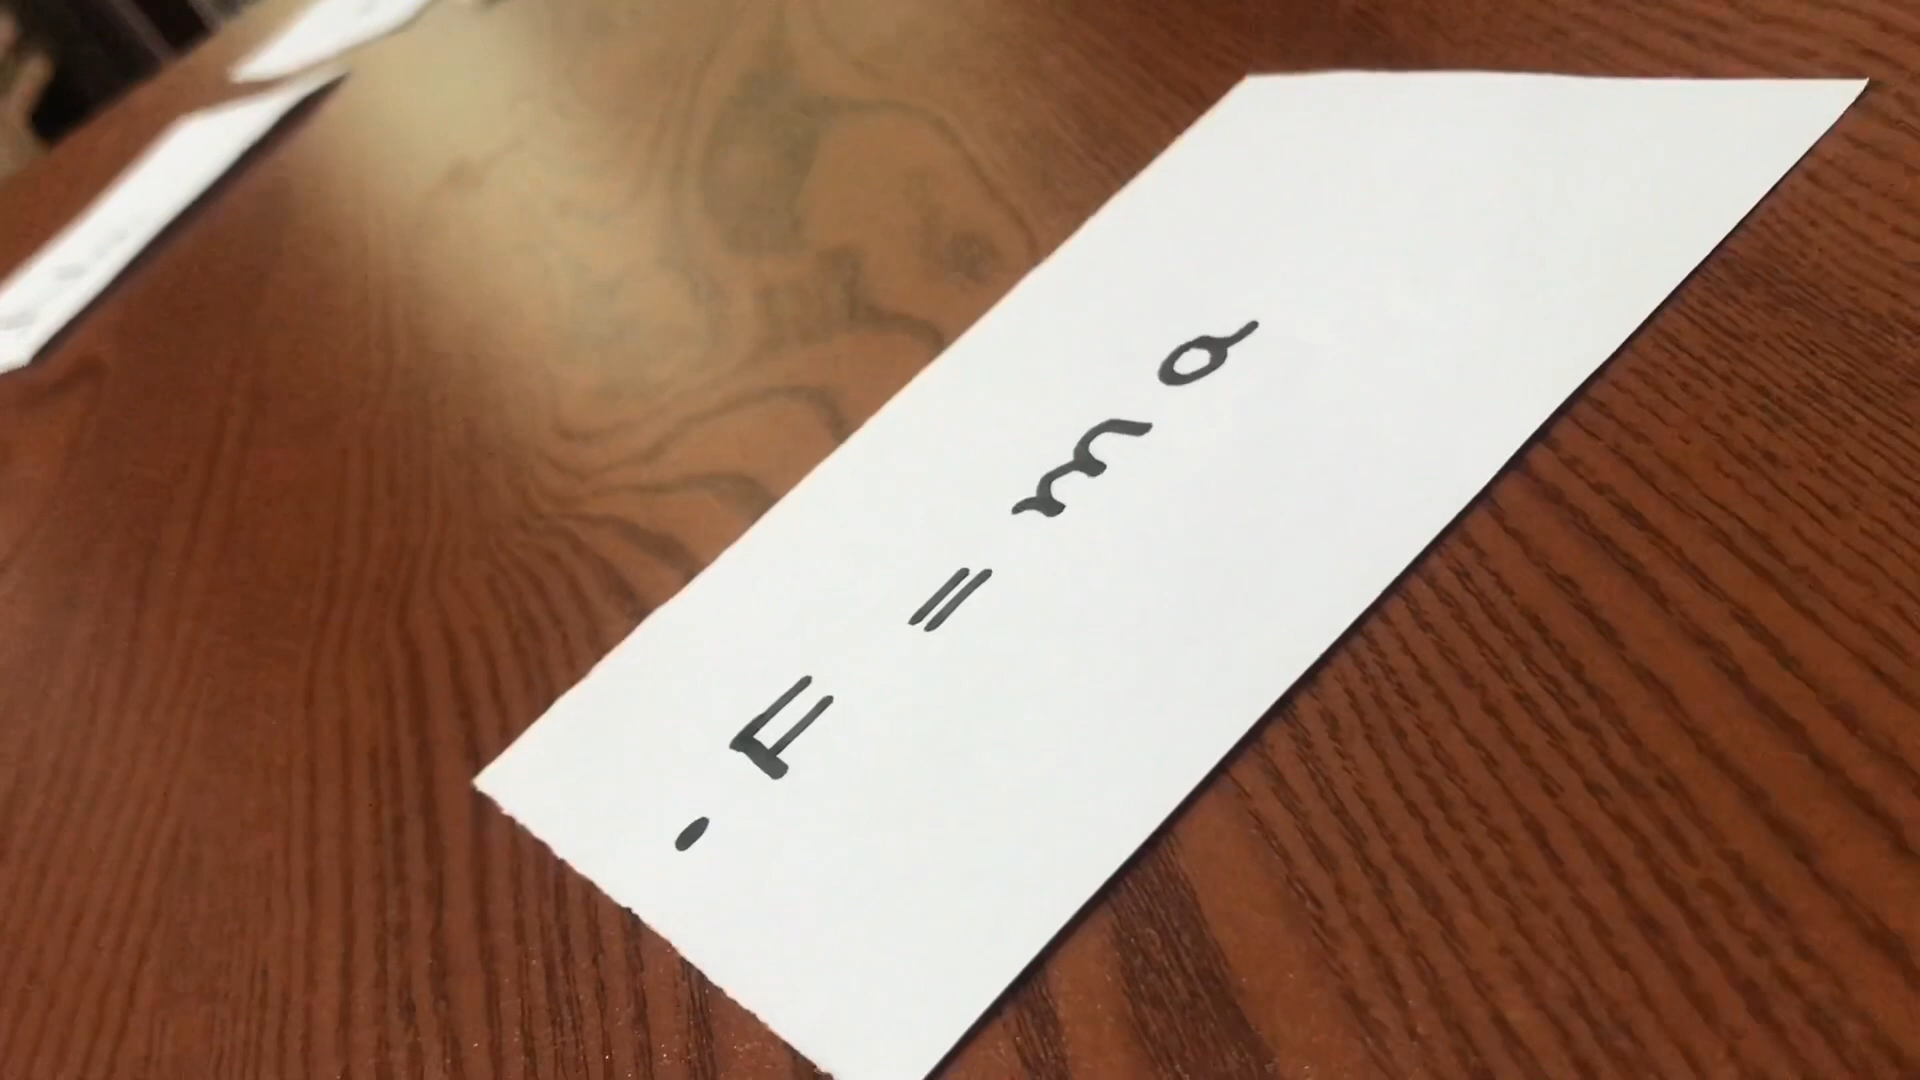 • F = ma